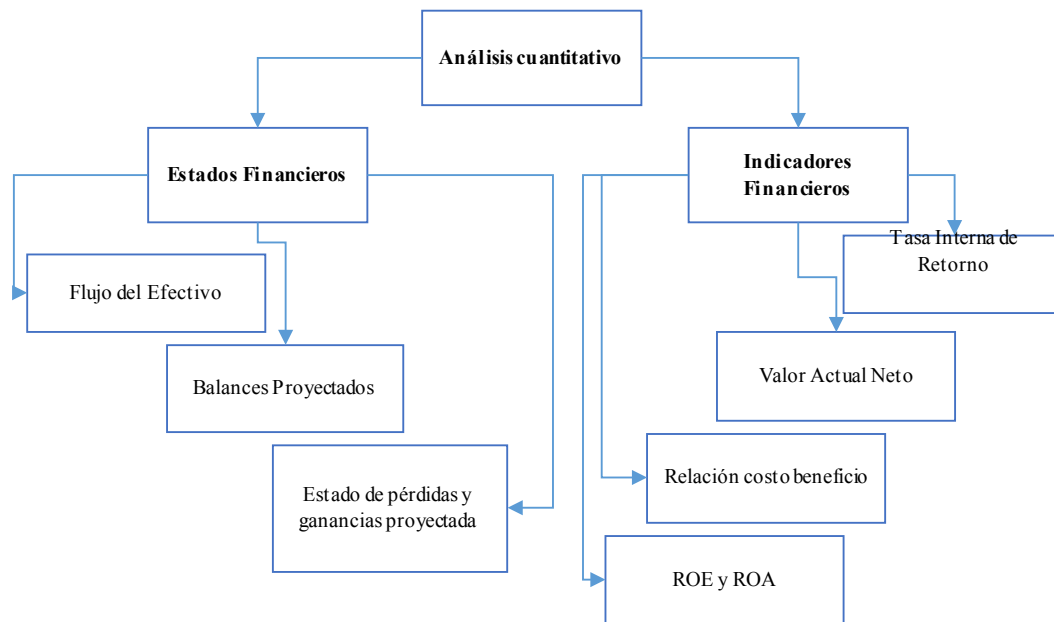 Análisis cuantitativo
Estados Financieros
Indicadores
Financieros
Tasa Interna de
Retorno
Flujo del Efectivo
Valor Actual Neto
Balances Proyectados
Relación costo beneficio
Estado de pérdidas y
ganancias proyectada
ROE y ROA